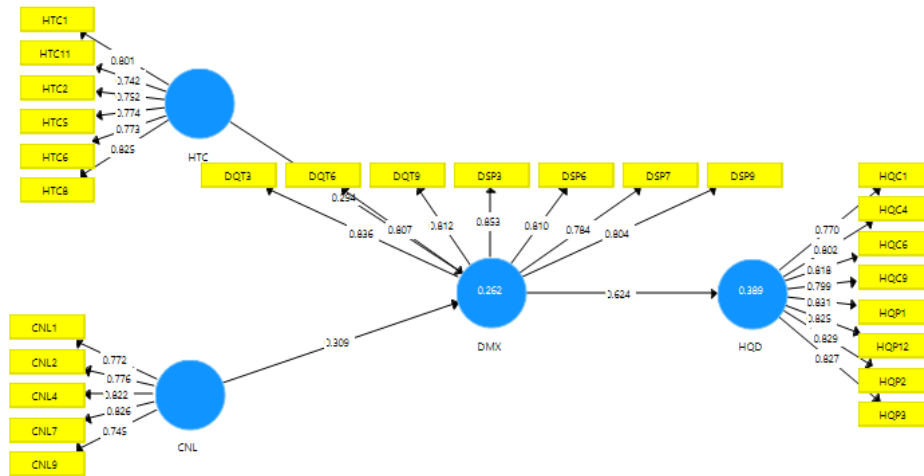 HTC1
HTC11
HTC2
HTC5
HTC6
HTC8
0.801
0.742
0.752
0.774
0.773
0.825
HTC
DQT3
DQT6
DQT9
DSP3
DSP6
DSP7
DSP9
0.836
0.807
0.812
0.853
0.810
0.784
0.804
0.262
DMX
0.624
0.389
HQD
HQC1
HQC4
HQC6
HQC9
HQP1
HQP12
HQP2
HQP3
0.770
0.802
0.818
0.799
0.831
0.825
0.829
0.827
CNL1
CNL2
CNL4
CNL7
CNL9
0.772
0.776
0.822
0.826
0.745
CNL
0.309